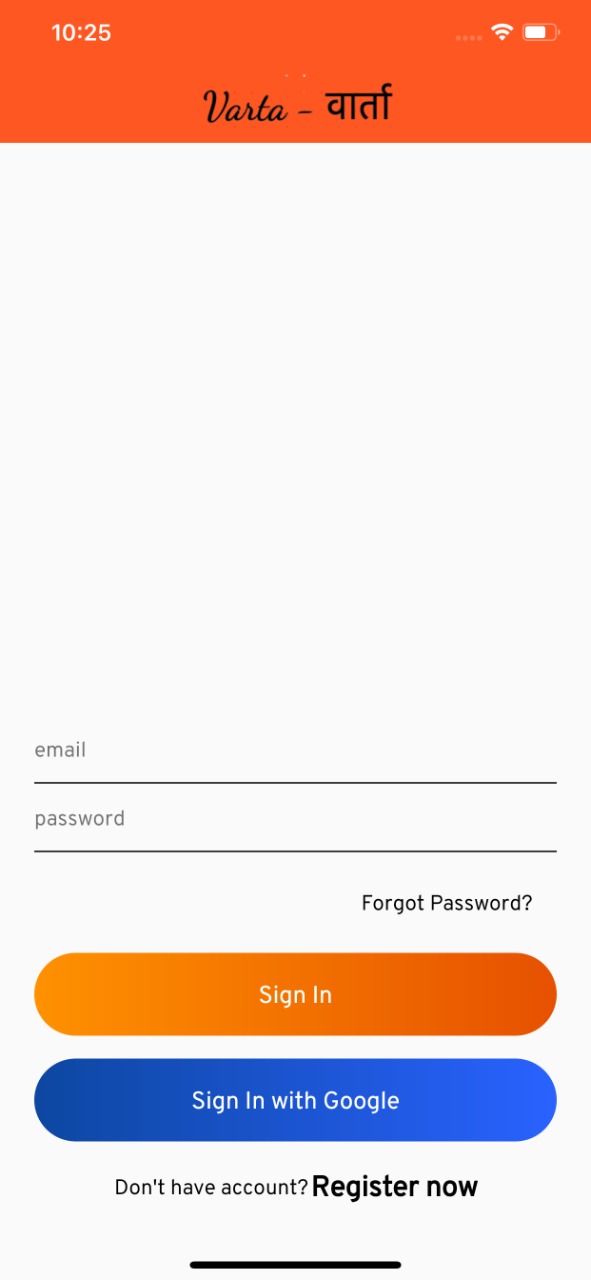 10:25
Varta - वार्ता
email
password
Forgot Password?
Sign In
Sign In with Google
Don't have account? Register now